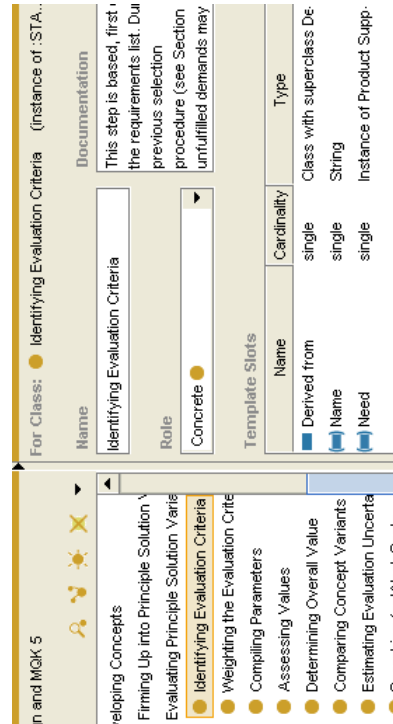 n and MQK 5
veloping Concepts
Firming Up into Principle Solution V
Evaluating Principle Solution Varia
Identifying Evaluation Criteria
Weighting the Evaluation Crite
Compiling Parameters
Assessing Values
Determining Overall Value
Comparing Concept Variants
Estimating Evaluation Uncerta
For Class: Identifying Evaluation Criteria (instance of :STA..
Name
Identifying Evaluation Criteria
Role
Concrete
Documentation
This step is based, first
the requirements list. Du
previous selection
procedure (see Section
unfulfilled demands may
Template Slots
Name Cardinality Type
Derived from single Class with superclass De-
Name single String
Need single Instance of Product Supp-